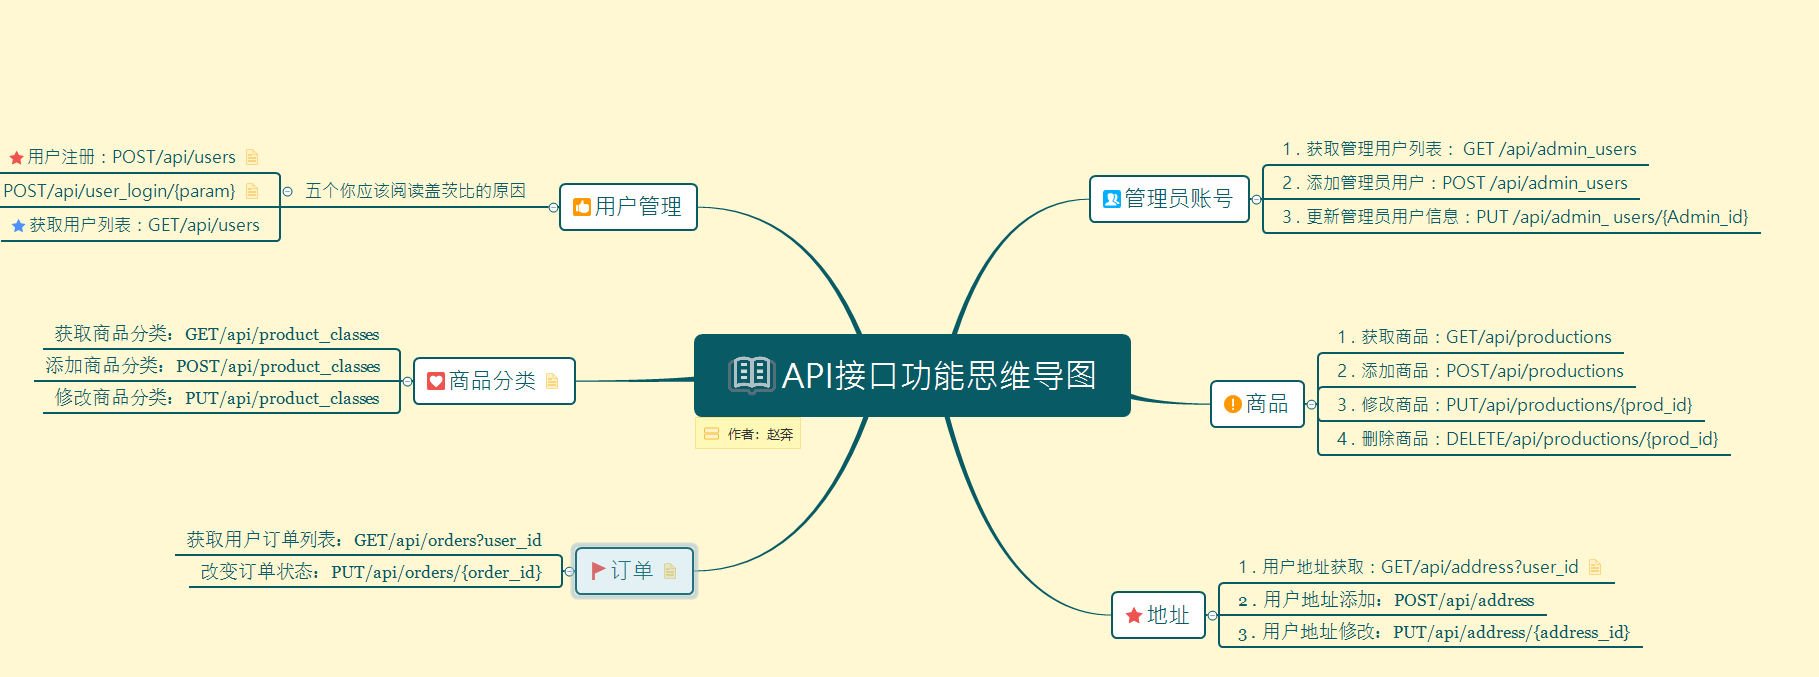 API接口功能思维导图
作者：赵奔
用户管理
五个你应该阅读盖茨比的原因
用户注册：POST/api/users
POST/api/user_login/{param}
获取用户列表：GET/api/users
商品分类
获取商品分类：GET/api/product_classes
添加商品分类：POST/api/product_classes
修改商品分类：PUT/api/product_classes
订单
获取用户订单列表：GET/api/orders?user_id
改变订单状态：PUT/api/orders/{order_id}
管理员账号
1 . 获取管理用户列表： GET /api/admin_users
2 . 添加管理员用户：POST /api/admin_users
3 . 更新管理员用户信息：PUT /api/admin_ users/{Admin_id}
商品
1 . 获取商品：GET/api/productions
2 . 添加商品：POST/api/productions
3 . 修改商品：PUT/api/productions/{prod_id}
4 . 删除商品：DELETE/api/productions/{prod_id}
地址
1 . 用户地址获取：GET/api/address?user_id
2 . 用户地址添加：POST/api/address
3 . 用户地址修改：PUT/api/address/{address_id}